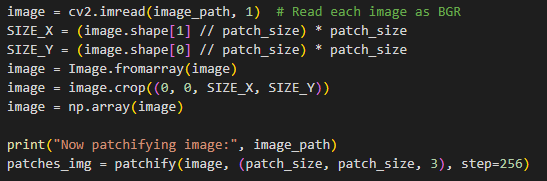 image = cv2.imread(image_path, 1)  # Read each image as BGR
SIZE_X = (image.shape[1] // patch_size) * patch_size
SIZE_Y = (image.shape[0] // patch_size) * patch_size
image = Image.fromarray(image)
image = image.crop((0, 0, SIZE_X, SIZE_Y))
image = np.array(image)

print("Now patchifying image:", image_path)
patches_img = patchify(image, (patch_size, patch_size, 3), step=256)